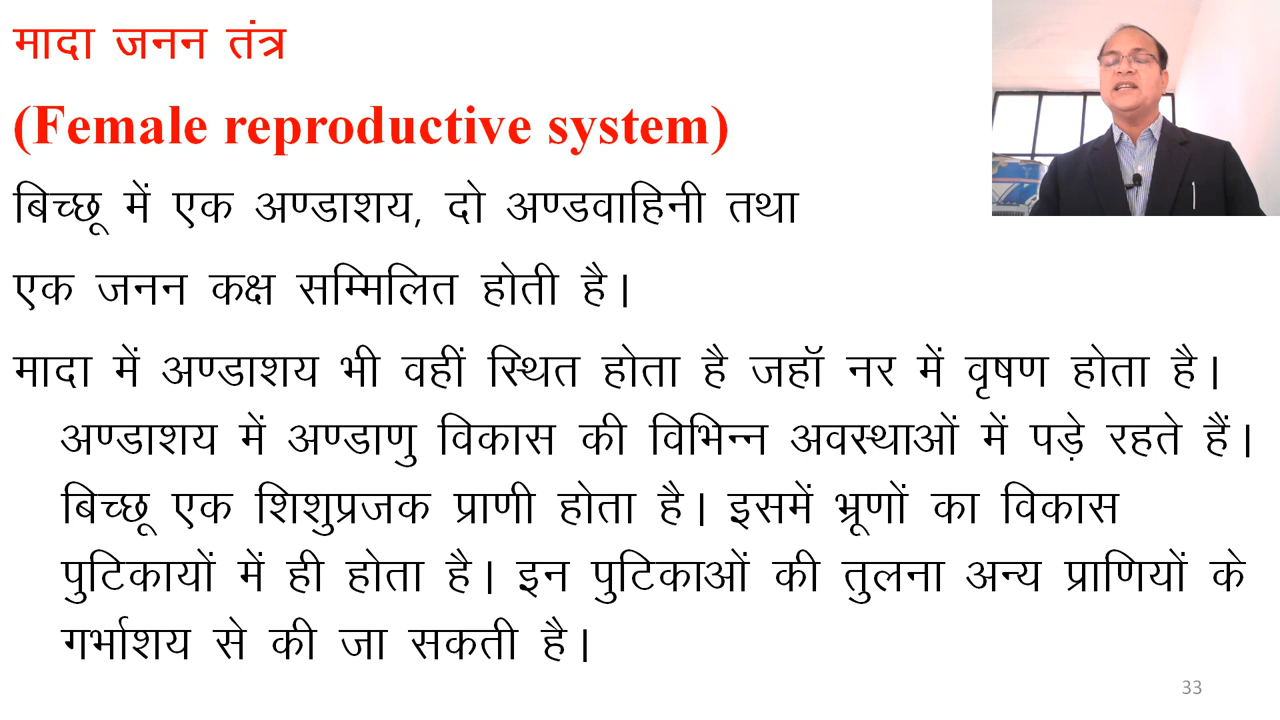 मादा जनन तंत्र
(Female reproductive system)
बिच्छू में एक अण्डाशय, दो अण्डवाहिनी तथा
एक जनन कक्ष सम्मिलित होती है।
मादा में अण्डाशय भी वहीं स्थित होता है जहॉ नर में वृषण होता है।
अण्डाशय में अण्डाणु विकास की विभिन्न अवस्थाओं में पड़े रहते हैं।
बिच्छू एक शिशुप्रजक प्राणी होता है। इसमें भ्रूणों का विकास
पुटिकायों में ही होता है। इन पुटिकाओं की तुलना अन्य प्राणियों के
गर्भाशय से की जा सकती है।
33